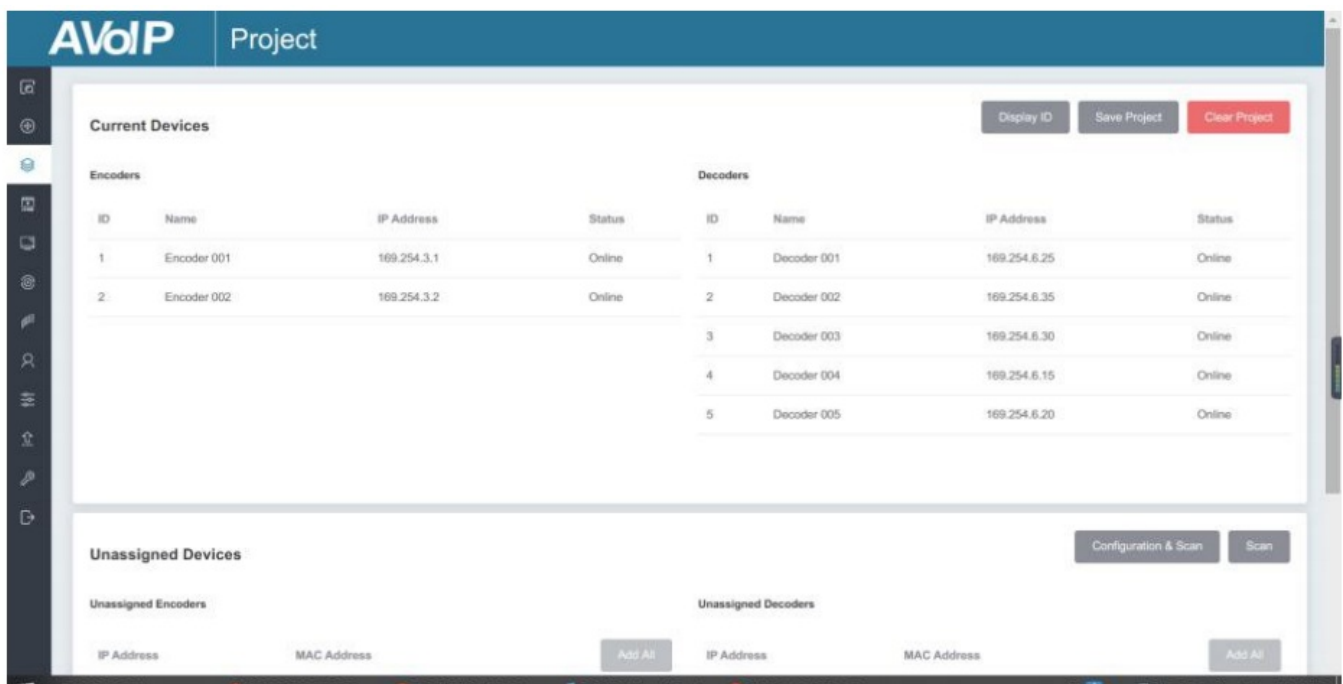 AVoIP Project
Current Devices
Display ID Save Project Clear Project
Encoders
ID Name IP Address Status
1 Encoder 001 169.254.3.1 Online
2 Encoder 002 169.254.3.2 Online
Decoders
ID Name IP Address Status
1 Decoder 001 169.254.6.25 Online
2 Decoder 002 169.254.6.35 Online
3 Decoder 003 169.254.6.30 Online
4 Decoder 004 169.254.6.15 Online
5 Decoder 005 169.254.6.20 Online
Unassigned Devices
Configuration & Scan Scan
Unassigned Encoders
IP Address MAC Address Add All
Unassigned Decoders
IP Address MAC Address Add All